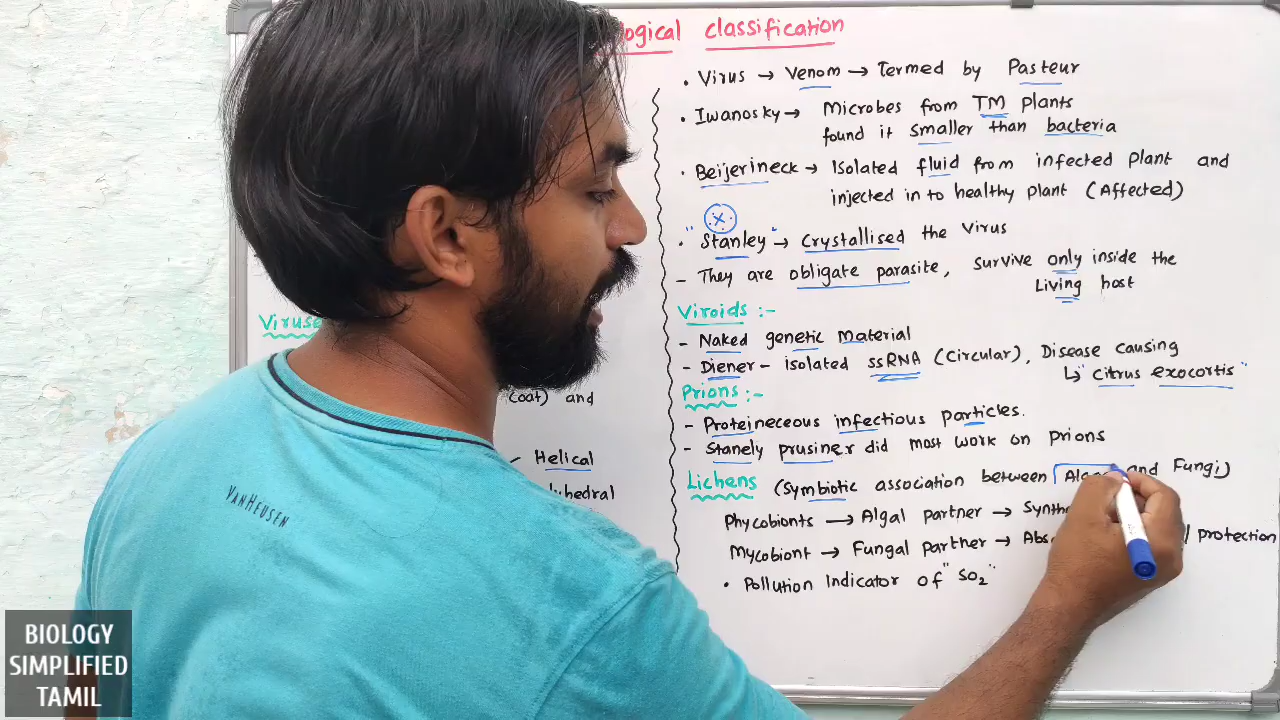 ogical classification
• Virus → Venom → Termed by Pasteur
• Iwanosky → Microbes from TM plants
found it smaller than bacteria
• Beijerineck → Isolated fluid from infected plant and
injected in to healthy plant (Affected)
• "Stanley" → crystallised the virus
- They are obligate parasite, survive only inside the
Living host
Viroids :-
- Naked genetic material
- Diener - isolated ssRNA (circular), Disease causing
↳ "citrus exocortis"
Prions :-
- Proteineceous infectious particles.
- Stanely prusiner did most work on prions
Lichens (symbiotic association between and Fungi)
Phycobionts → Algal partner → Synth
Mycobiont → Fungal partner → Abs protection
• Pollution Indicator of "SO₂"
Viruse
coat) and
Helical
hedral
VANHEUSEN
BIOLOGY
SIMPLIFIED
TAMIL